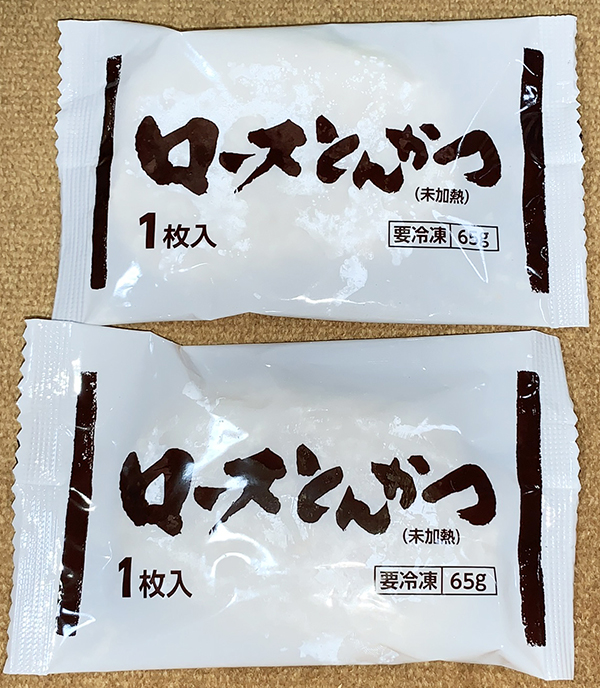 ロースとんかつ
(未加熱)
1枚入
要冷凍 65g
ロースとんかつ
(未加熱)
1枚入
要冷凍 65g